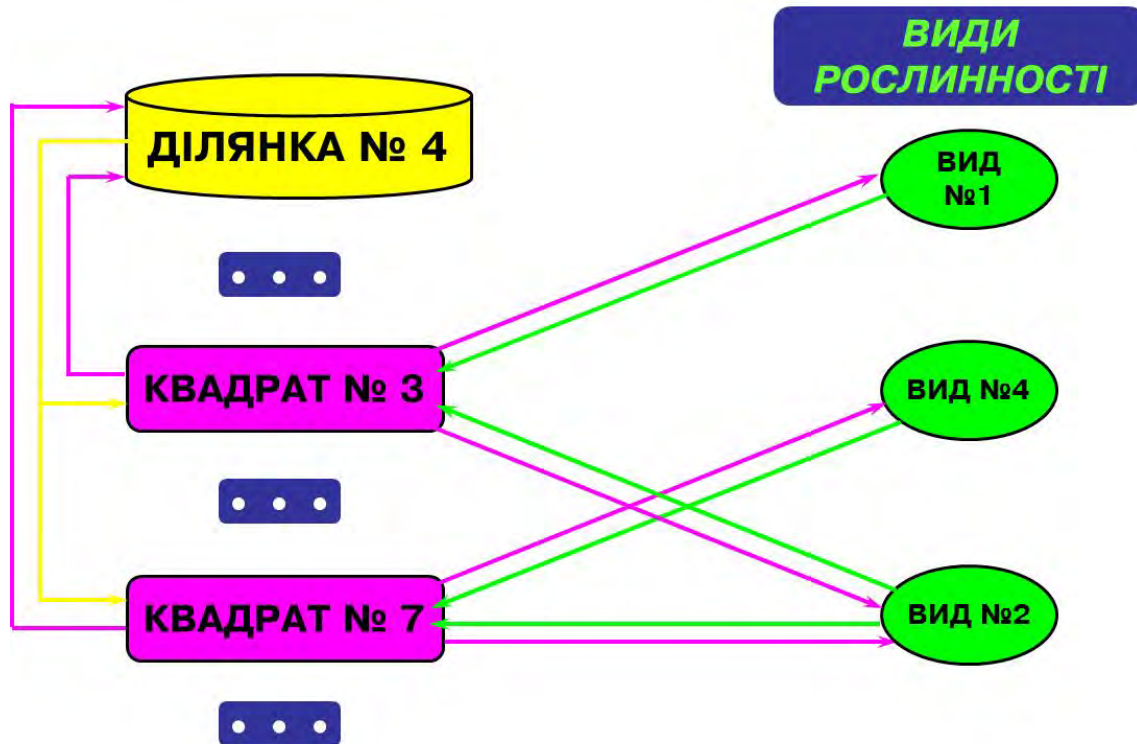 ВИДИ
РОСЛИННОСТІ
ДІЛЯНКА № 4
ВИД
№1
КВАДРАТ № 3
ВИД №4
КВАДРАТ № 7
ВИД №2